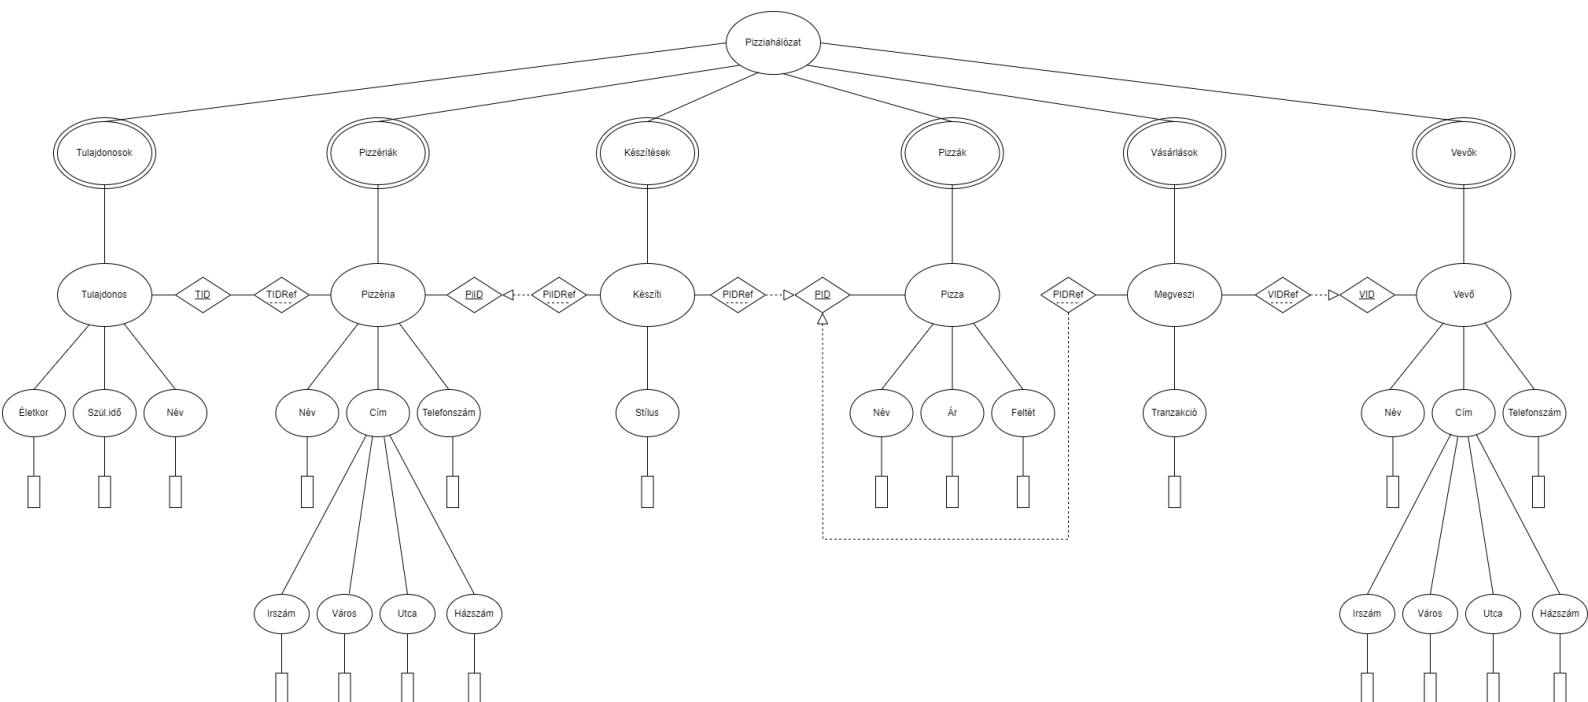 Pizziahálózat
Tulajdonosok
Pizzériák
Készítések
Pizzák
Vásárlások
Vevők
Tulajdonos
TID
TIDRef
Pizzéria
PiID
PiIDRef
Készíti
PIDRef
PID
Pizza
PIDRef
Megveszi
VIDRef
VID
Vevő
Életkor
Szül.idő
Név
Név
Cím
Telefonszám
Stílus
Név
Ár
Feltét
Tranzakció
Név
Cím
Telefonszám
Irszám
Város
Utca
Házszám
Irszám
Város
Utca
Házszám